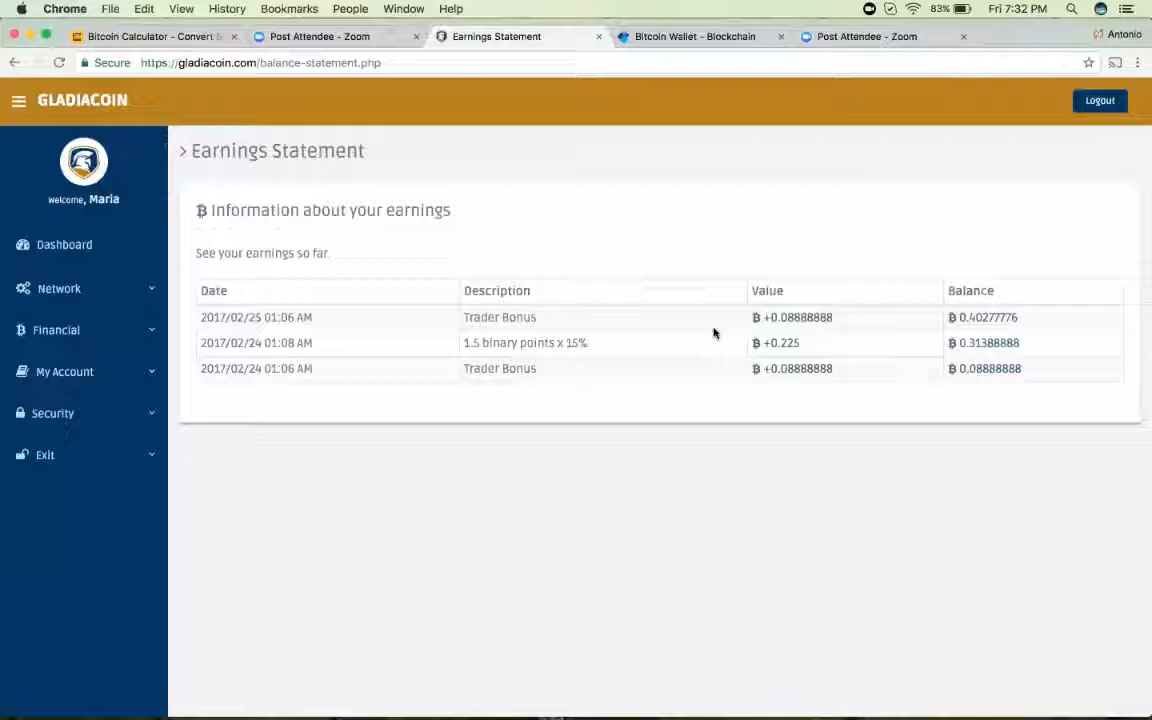 Chrome File Edit View History Bookmarks People Window Help 83% Fri 7:32 PM
Bitcoin Calculator - Convert × Post Attendee - Zoom × Earnings Statement × Bitcoin Wallet - Blockchain × Post Attendee - Zoom × Antonio
Secure https://gladiacoin.com/balance-statement.php
GLADIACOIN Logout
> Earnings Statement
Welcome, Maria
₿ Information about your earnings
Dashboard
See your earnings so far.
Network
Date Description Value Balance
2017/02/25 01:06 AM Trader Bonus ₿ +0.08888888 ₿ 0.40277776
Financial
2017/02/24 01:08 AM 1.5 binary points x 15% ₿ +0.225 ₿ 0.31388888
2017/02/24 01:06 AM Trader Bonus ₿ +0.08888888 ₿ 0.08888888
My Account
Security
Exit